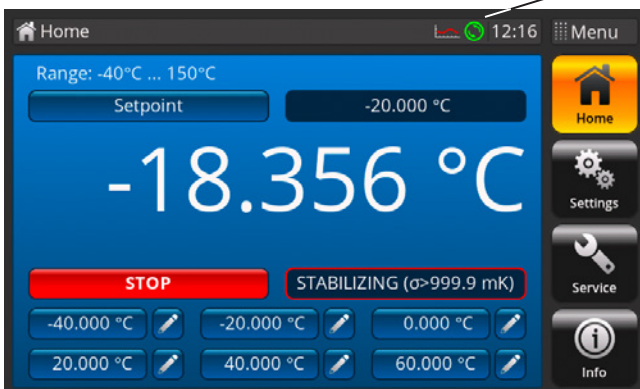 Home 12:16 Menu
Range: -40°C ... 150°C
Setpoint -20.000 °C
Home
-18.356 °C
Settings
STOP STABILIZING (σ>999.9 mK)
Service
-40.000 °C -20.000 °C 0.000 °C
20.000 °C 40.000 °C 60.000 °C
Info